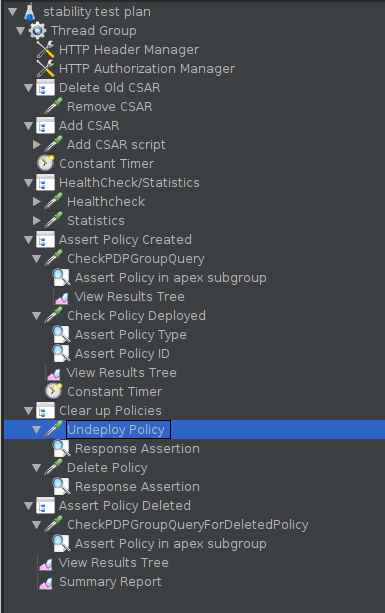 stability test plan
Thread Group
HTTP Header Manager
HTTP Authorization Manager
Delete Old CSAR
Remove CSAR
Add CSAR
Add CSAR script
Constant Timer
HealthCheck/Statistics
Healthcheck
Statistics
Assert Policy Created
CheckPDPGroupQuery
Assert Policy in apex subgroup
View Results Tree
Check Policy Deployed
Assert Policy Type
Assert Policy ID
View Results Tree
Constant Timer
Clear up Policies
Undeploy Policy
Response Assertion
Delete Policy
Response Assertion
Assert Policy Deleted
CheckPDPGroupQueryForDeletedPolicy
Assert Policy in apex subgroup
View Results Tree
Summary Report